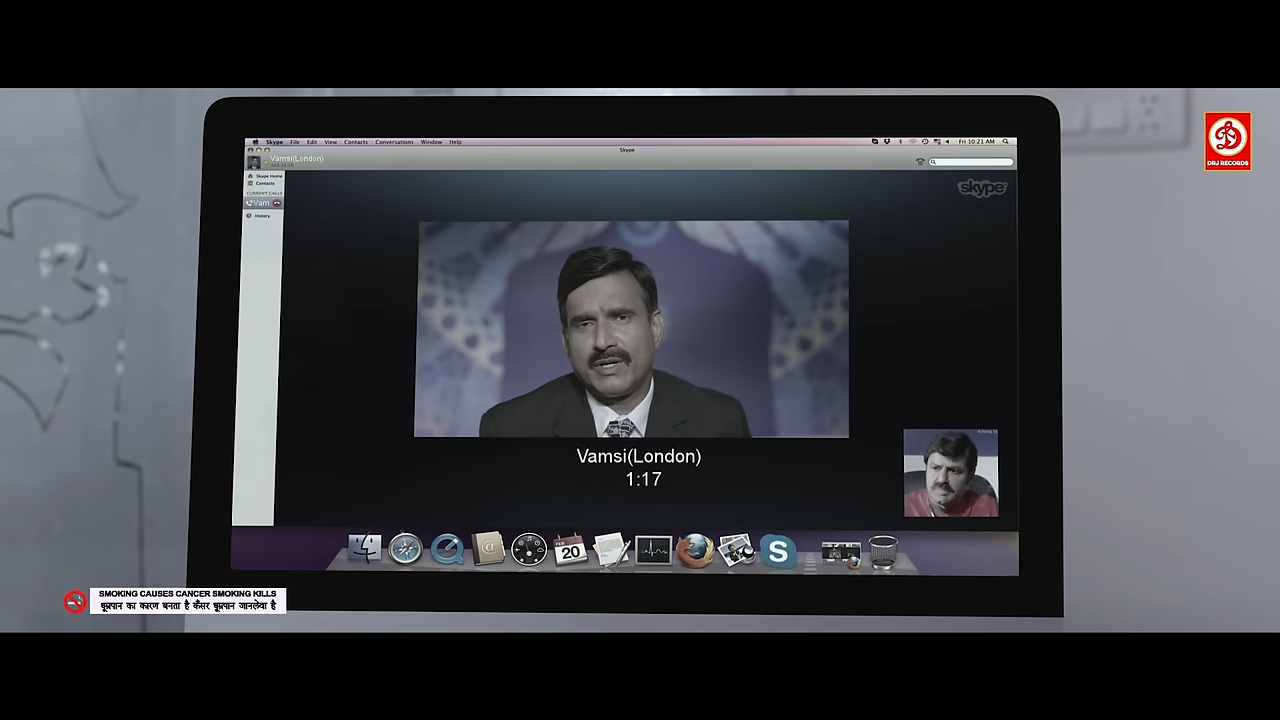 Skype File Edit View Contacts Conversations Window Help
Fri 10:21 AM
Skype
Vamsi(London)
Skype Home
Contacts
CURRENT CALLS
Vam
History
skype
DRJ RECORDS
Vamsi(London)
1:17
FEB
20
@
S
SMOKING CAUSES CANCER SMOKING KILLS
धूम्रपान का कारण बनता है कैंसर धूम्रपान जानलेवा है